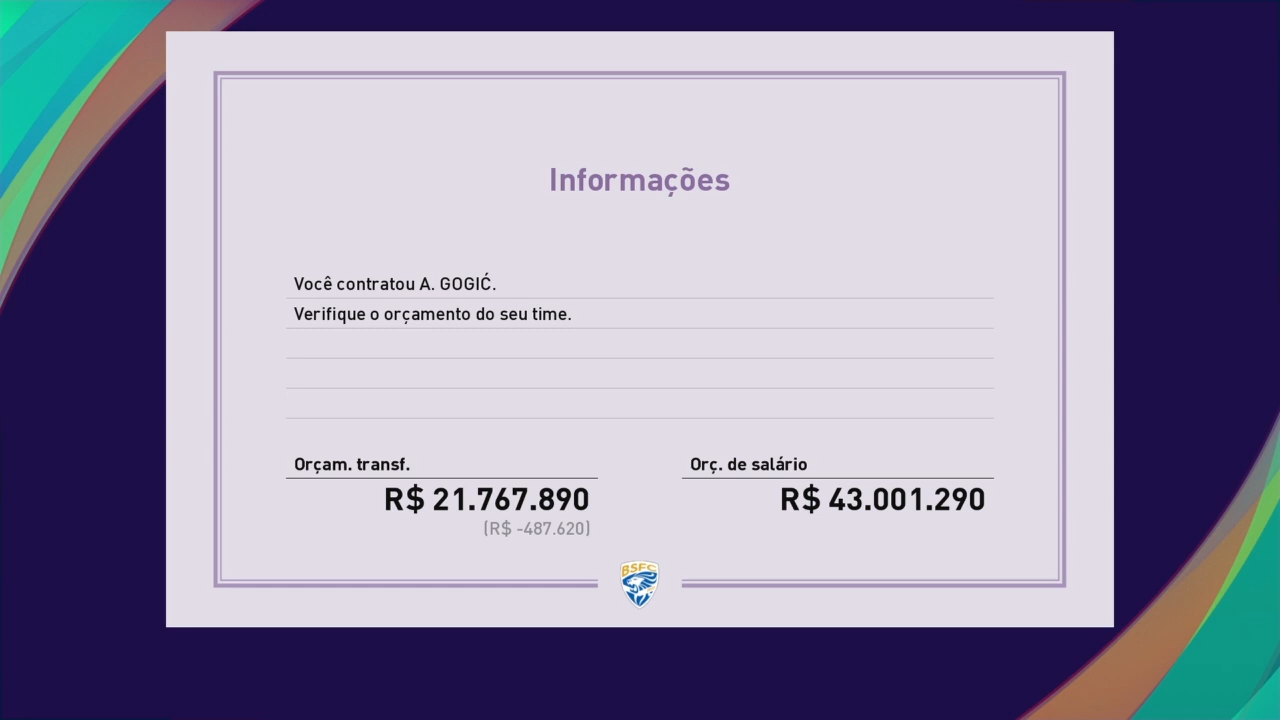 Informações
Você contratou A. GOGIĆ.
Verifique o orçamento do seu time.
Orçam. transf.
R$ 21.767.890
(R$ -487.620)
Orç. de salário
R$ 43.001.290
BSFC